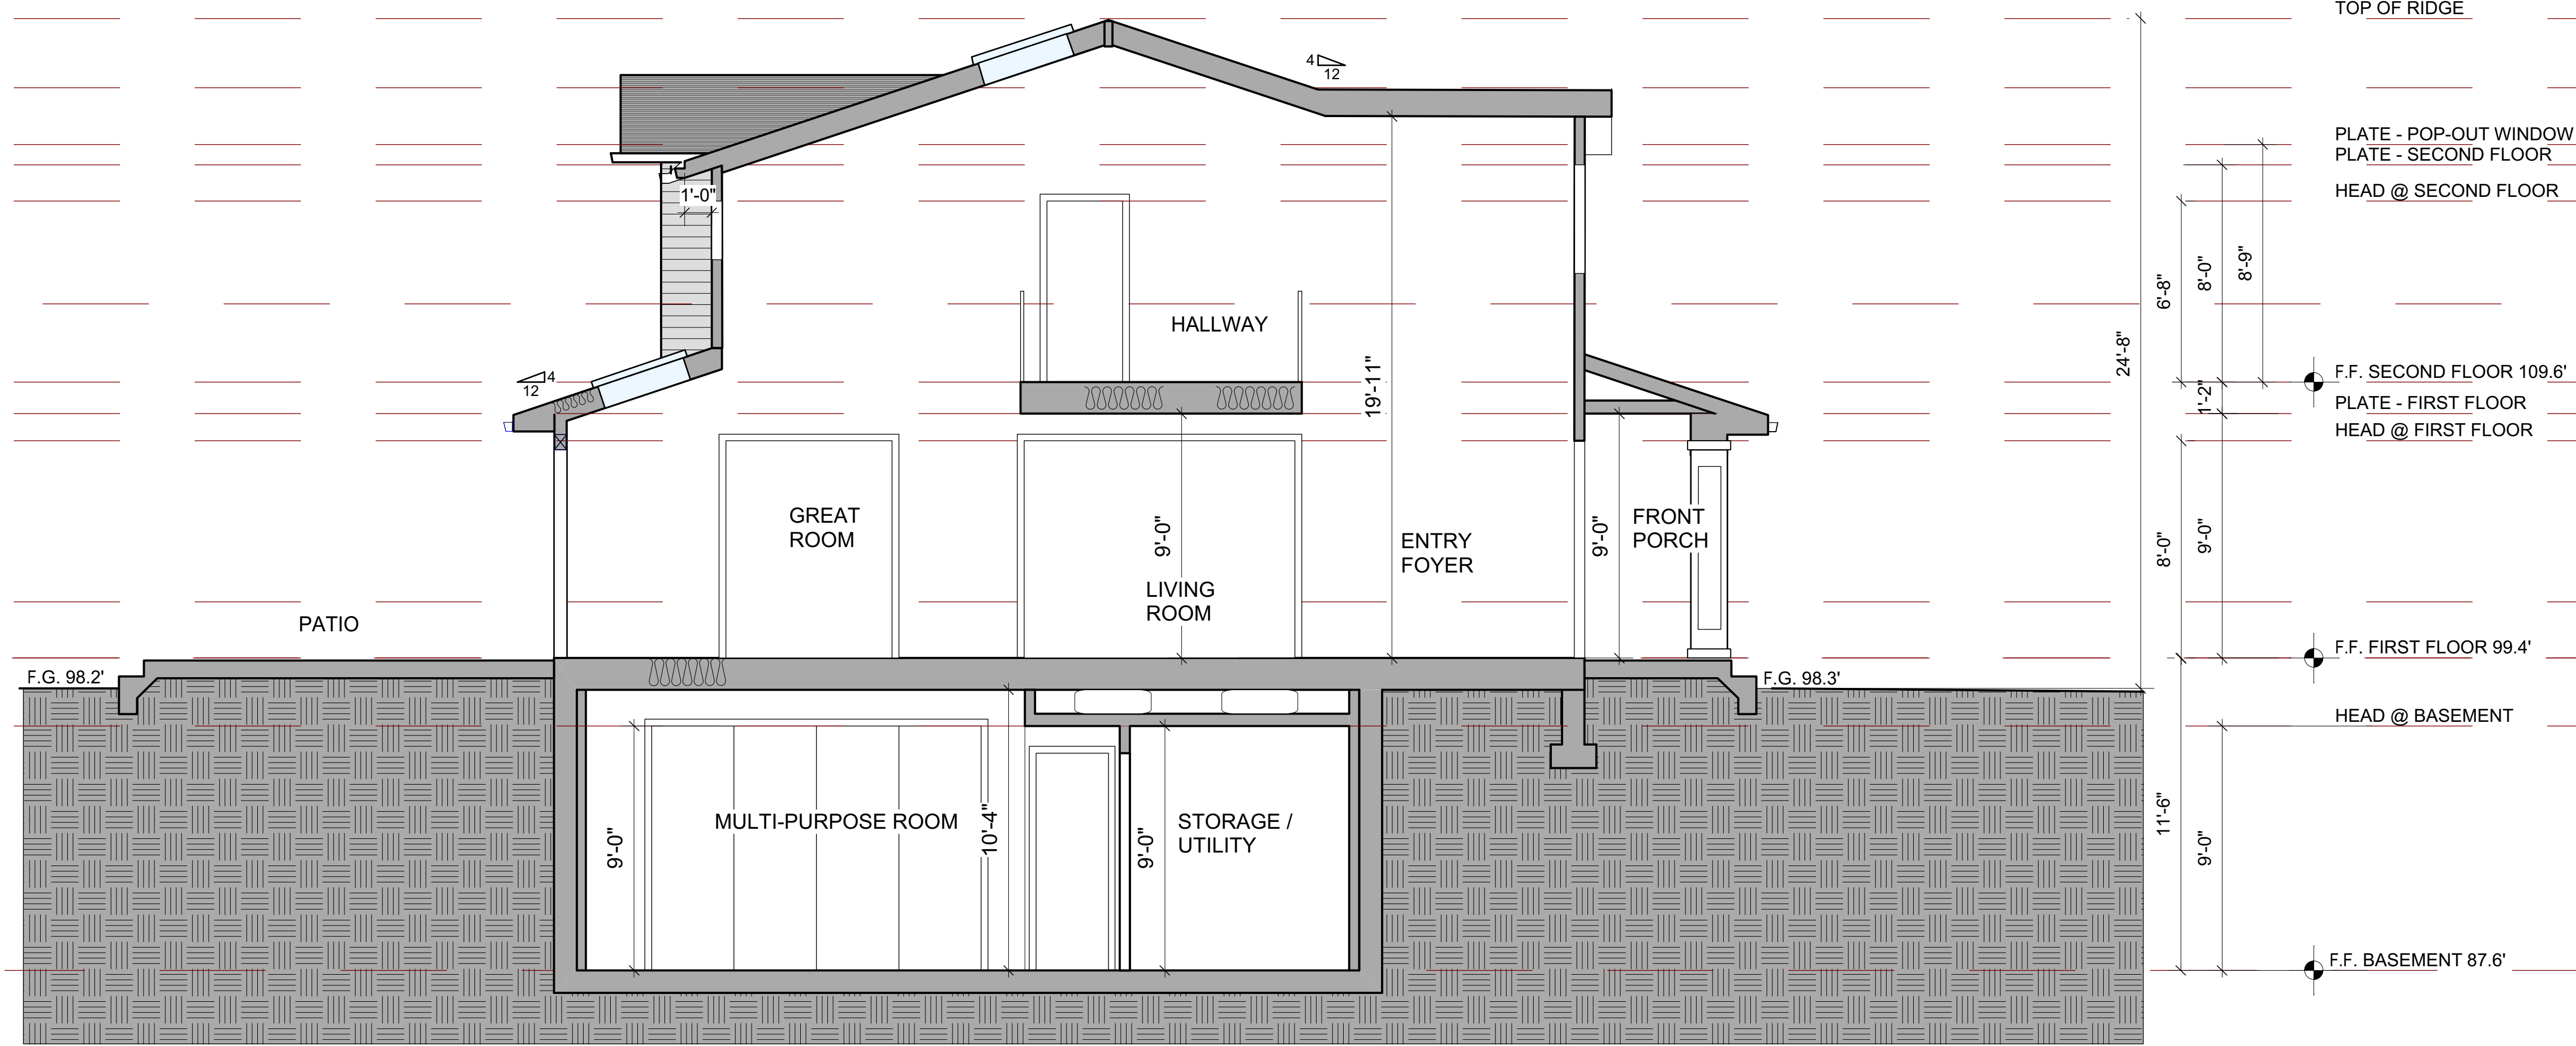 TOP OF RIDGE
4
12
PLATE - POP-OUT WINDOW
PLATE - SECOND FLOOR
1'-0"
HEAD @ SECOND FLOOR
6'-8"
8'-0"
8'-9"
HALLWAY
24'-8"
19'-11"
4
12
F.F. SECOND FLOOR 109.6'
1'-2"
PLATE - FIRST FLOOR
HEAD @ FIRST FLOOR
GREAT
ROOM
9'-0"
LIVING
ROOM
ENTRY
FOYER
9'-0"
FRONT
PORCH
8'-0"
9'-0"
PATIO
F.F. FIRST FLOOR 99.4'
F.G. 98.2'
F.G. 98.3'
HEAD @ BASEMENT
9'-0"
MULTI-PURPOSE ROOM
10'-4"
9'-0"
STORAGE /
UTILITY
11'-6"
9'-0"
F.F. BASEMENT 87.6'